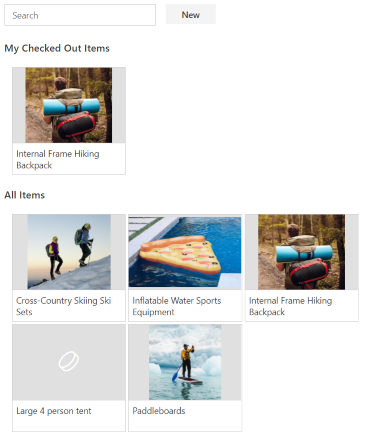 Search
New
My Checked Out Items
Internal Frame Hiking
Backpack
All Items
Cross-Country Skiing Ski
Sets
Inflatable Water Sports
Equipment
Internal Frame Hiking
Backpack
Large 4 person tent
Paddleboards